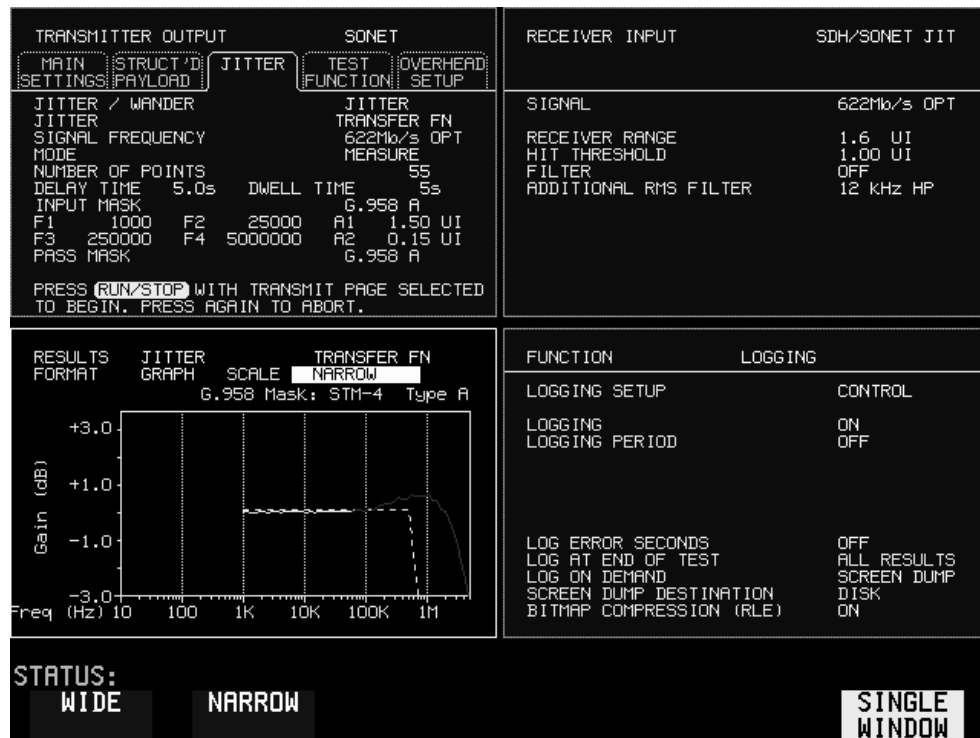 TRANSMITTER OUTPUT SONET
MAIN SETTINGS STRUCT'D PAYLOAD JITTER TEST FUNCTION OVERHEAD SETUP
JITTER / WANDER JITTER
JITTER TRANSFER FN
SIGNAL FREQUENCY 622Mb/s OPT
MODE MEASURE
NUMBER OF POINTS 55
DELAY TIME 5.0s DWELL TIME 5s
INPUT MASK G.958 A
F1 1000 F2 25000 A1 1.50 UI
F3 250000 F4 5000000 A2 0.15 UI
PASS MASK G.958 A
PRESS RUN/STOP WITH TRANSMIT PAGE SELECTED
TO BEGIN. PRESS AGAIN TO ABORT.
RECEIVER INPUT SDH/SONET JIT
SIGNAL 622Mb/s OPT
RECEIVER RANGE 1.6 UI
HIT THRESHOLD 1.00 UI
FILTER OFF
ADDITIONAL RMS FILTER 12 KHz HP
RESULTS JITTER TRANSFER FN
FORMAT GRAPH SCALE NARROW
G.958 Mask: STM-4 Type A
+3.0
+1.0
Gain (dB)
-1.0
-3.0
Freq (Hz) 10 100 1K 10K 100K 1M
FUNCTION LOGGING
LOGGING SETUP CONTROL
LOGGING ON
LOGGING PERIOD OFF
LOG ERROR SECONDS OFF
LOG AT END OF TEST ALL RESULTS
LOG ON DEMAND SCREEN DUMP
SCREEN DUMP DESTINATION DISK
BITMAP COMPRESSION (RLE) ON
STATUS:
WIDE NARROW SINGLE WINDOW